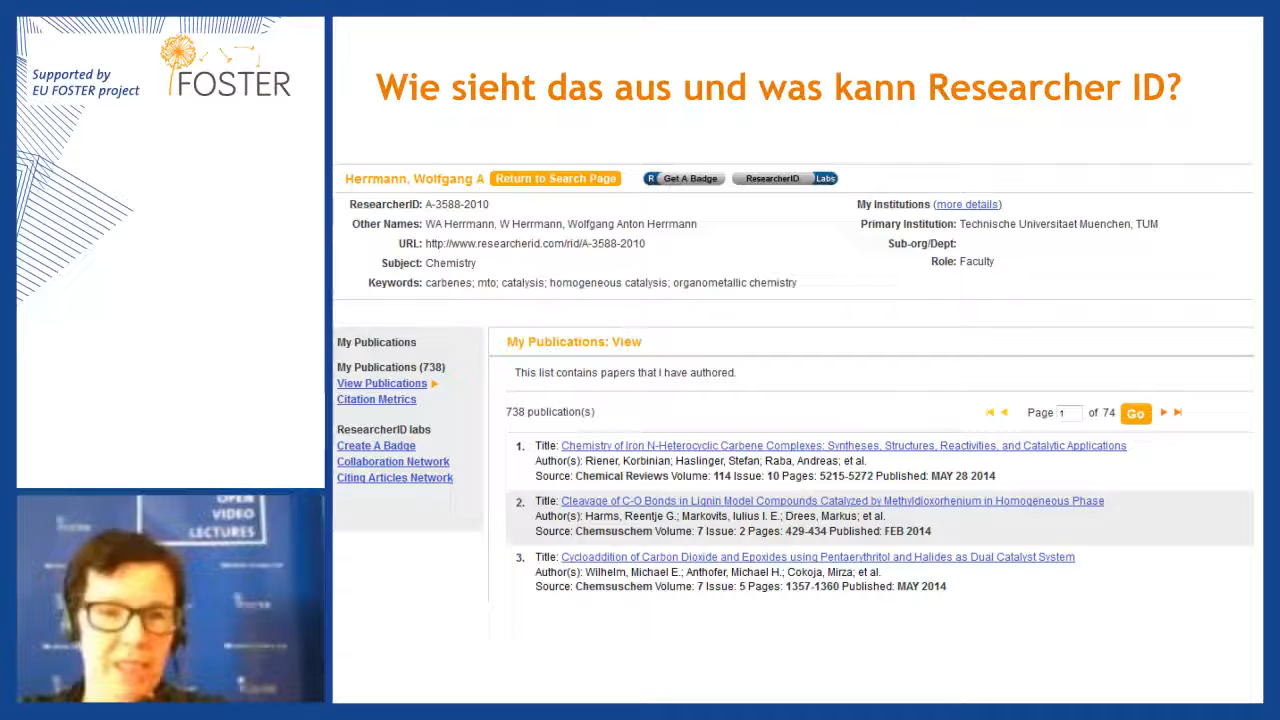 Supported by
EU FOSTER project
FOSTER
Wie sieht das aus und was kann Researcher ID?
Herrmann, Wolfgang A Return to Search Page R Get A Badge ResearcherID Labs
ResearcherID: A-3588-2010
Other Names: WA Herrmann, W Herrmann, Wolfgang Anton Herrmann
URL: http://www.researcherid.com/rid/A-3588-2010
Subject: Chemistry
Keywords: carbenes; mto; catalysis; homogeneous catalysis; organometallic chemistry
My Institutions (more details)
Primary Institution: Technische Universitaet Muenchen, TUM
Sub-org/Dept:
Role: Faculty
My Publications
My Publications (738)
View Publications
Citation Metrics
ResearcherID labs
Create A Badge
Collaboration Network
Citing Articles Network
My Publications: View
This list contains papers that I have authored.
738 publication(s)
Page 1 of 74 Go
1. Title: Chemistry of Iron N-Heterocyclic Carbene Complexes: Syntheses, Structures, Reactivities, and Catalytic Applications
Author(s): Riener, Korbinian; Haslinger, Stefan; Raba, Andreas; et al.
Source: Chemical Reviews Volume: 114 Issue: 10 Pages: 5215-5272 Published: MAY 28 2014
2. Title: Cleavage of C-O Bonds in Lignin Model Compounds Catalyzed by Methyldioxorhenium in Homogeneous Phase
Author(s): Harms, Reentje G.; Markovits, Iulius I. E.; Drees, Markus; et al.
Source: Chemsuschem Volume: 7 Issue: 2 Pages: 429-434 Published: FEB 2014
3. Title: Cycloaddition of Carbon Dioxide and Epoxides using Pentaerythritol and Halides as Dual Catalyst System
Author(s): Wilhelm, Michael E.; Anthofer, Michael H.; Cokoja, Mirza; et al.
Source: Chemsuschem Volume: 7 Issue: 5 Pages: 1357-1360 Published: MAY 2014
OPEN
VIDEO
LECTURES